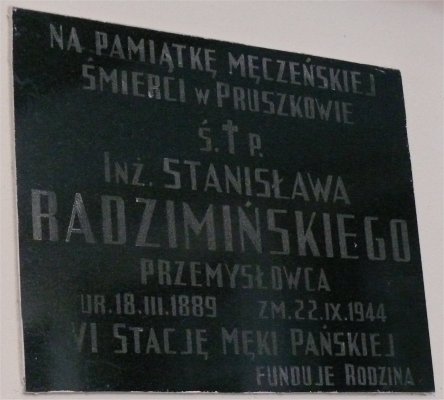 NA PAMIĄTKĘ MĘCZEŃSKIEJ
ŚMIERCI W PRUSZKOWIE
Ś.†P.
INŻ. STANISŁAWA
RADZIMIŃSKIEGO
PRZEMYSŁOWCA
UR.18.III.1889 ZM.22.IX.1944
VI STACJĘ MĘKI PAŃSKIEJ
FUNDUJE RODZINA